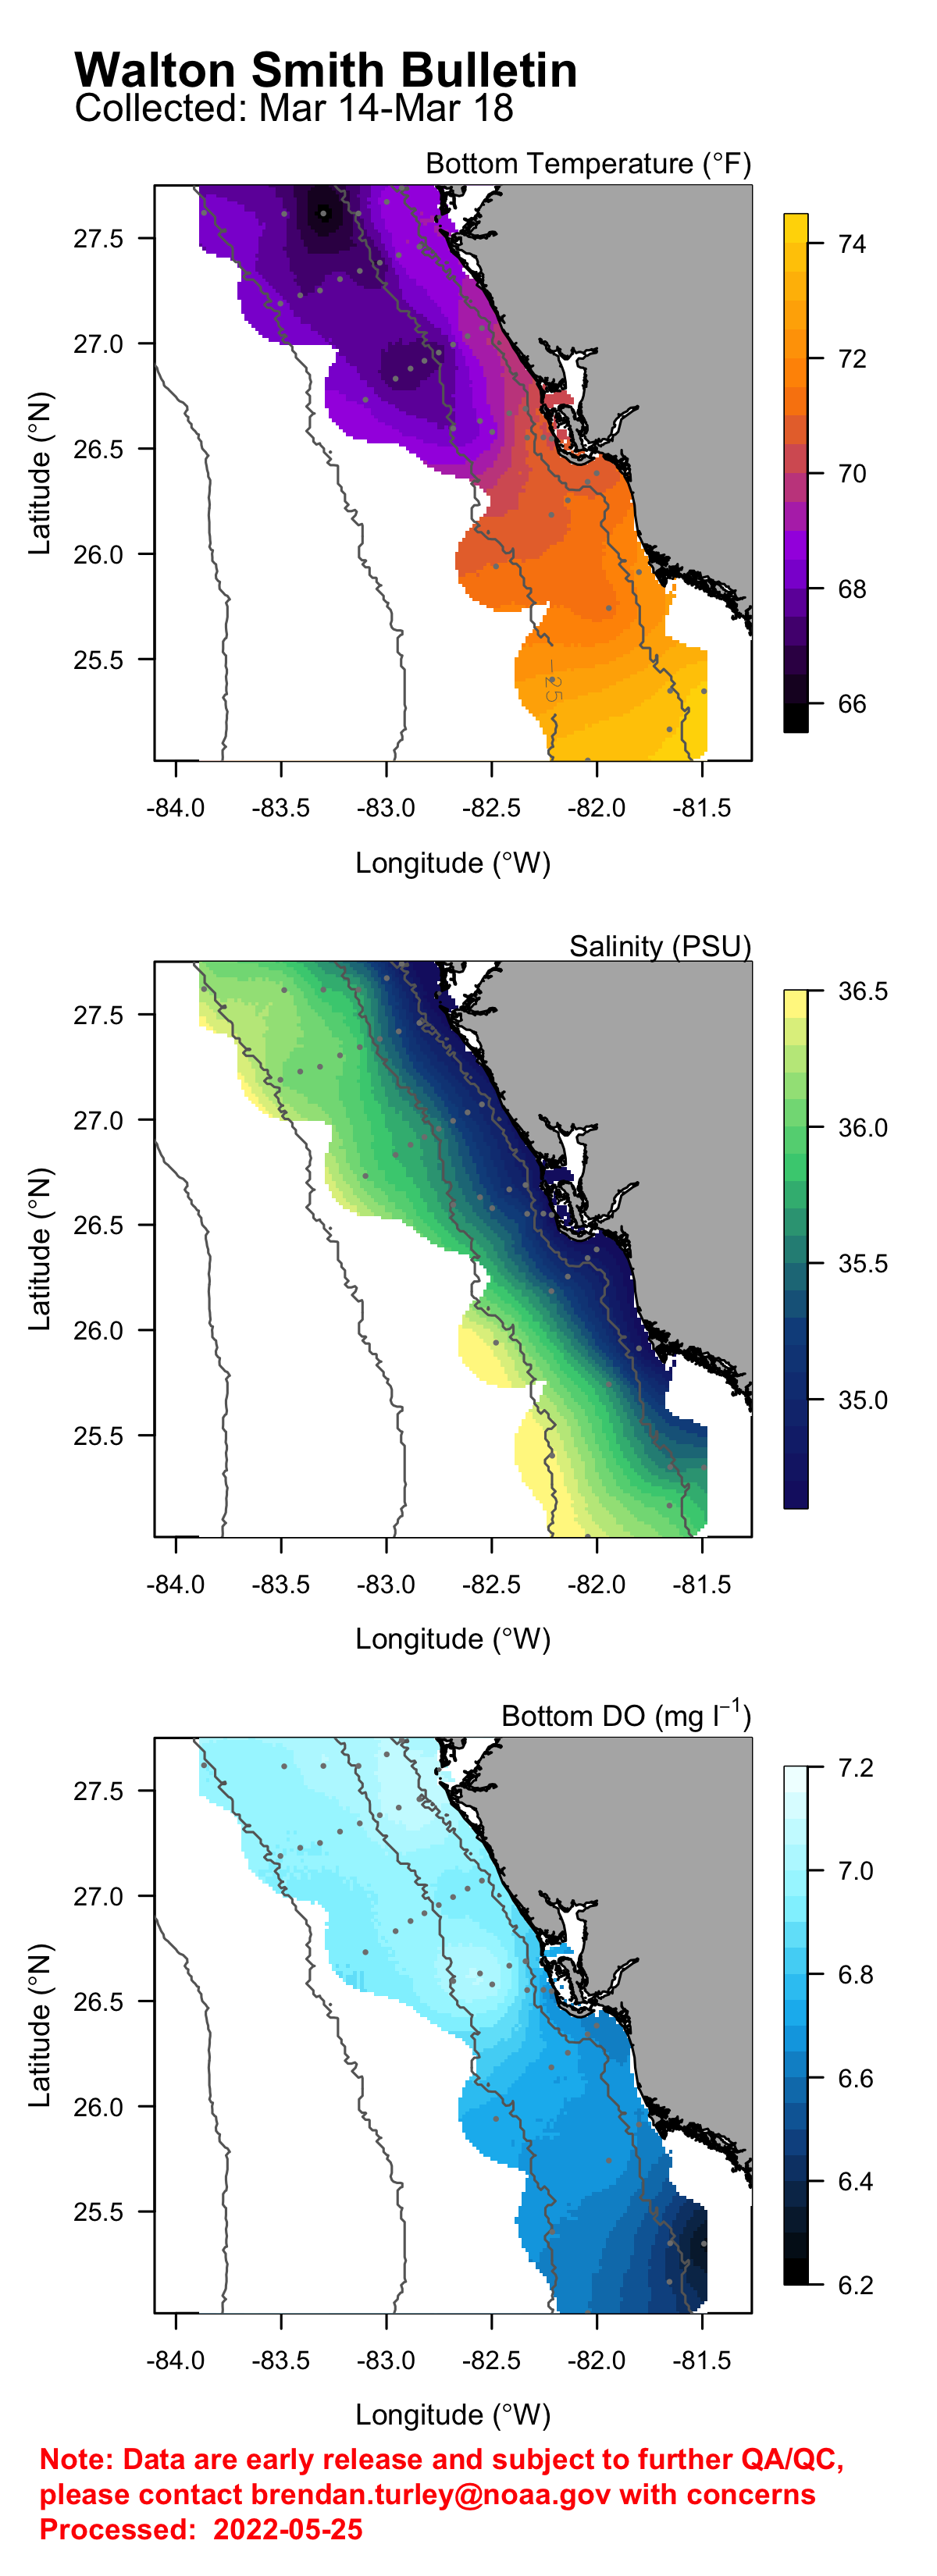 Walton Smith Bulletin
Collected: Mar 14-Mar 18
Bottom Temperature (°F)
27.5
27.0
26.5
26.0
25.5
Latitude (°N)
-84.0 -83.5 -83.0 -82.5 -82.0 -81.5
Longitude (°W)
−25
74
72
70
68
66
Salinity (PSU)
27.5
27.0
26.5
26.0
25.5
Latitude (°N)
-84.0 -83.5 -83.0 -82.5 -82.0 -81.5
Longitude (°W)
36.5
36.0
35.5
35.0
Bottom DO (mg l⁻¹)
27.5
27.0
26.5
26.0
25.5
Latitude (°N)
-84.0 -83.5 -83.0 -82.5 -82.0 -81.5
Longitude (°W)
7.2
7.0
6.8
6.6
6.4
6.2
Note: Data are early release and subject to further QA/QC,
please contact brendan.turley@noaa.gov with concerns
Processed: 2022-05-25